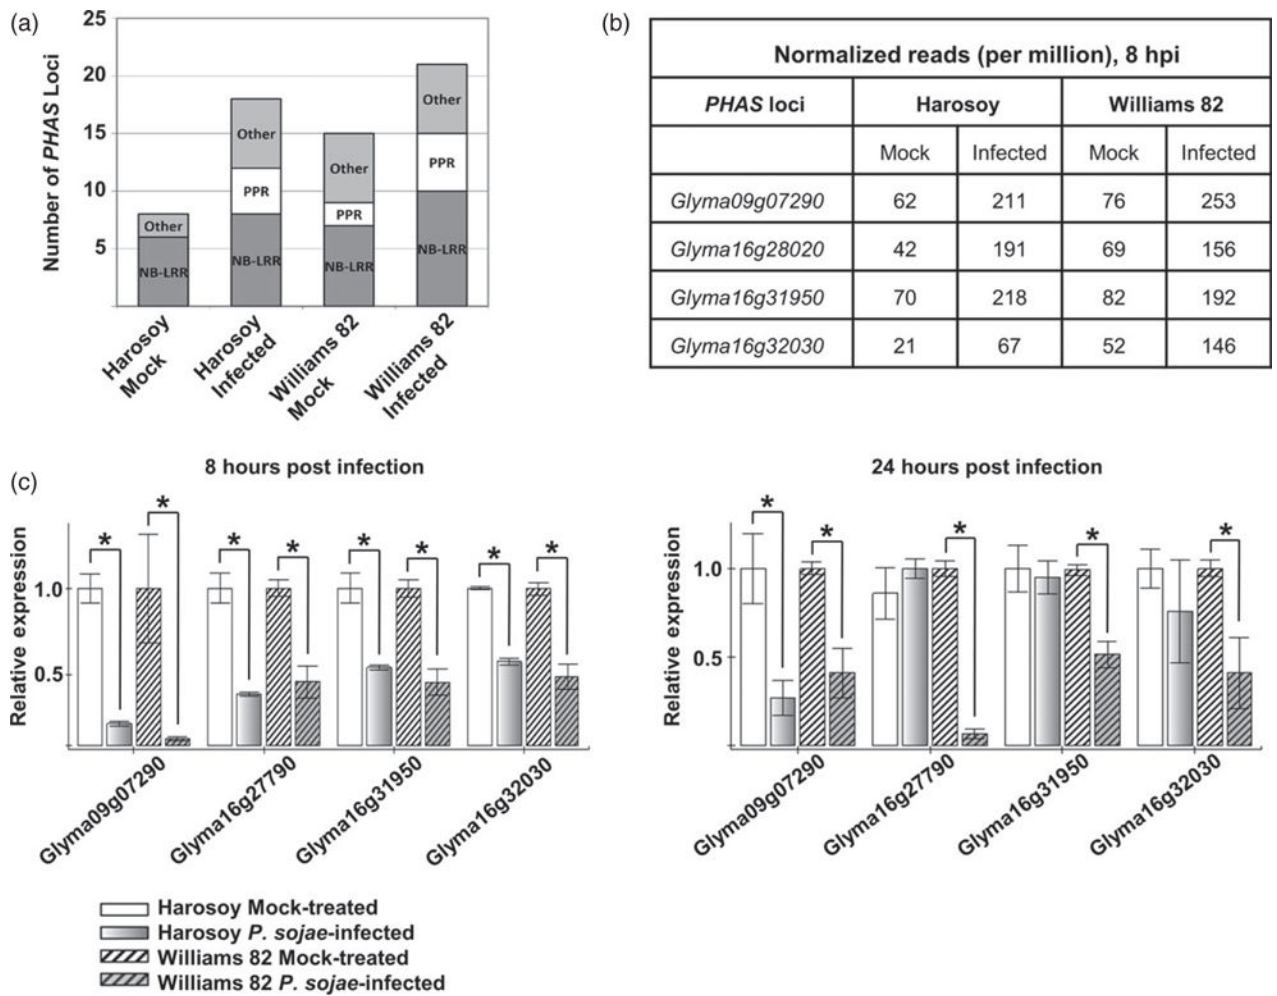 (a)
25
20
15
10
5
Number of PHAS Loci
Other
NB-LRR
Other
PPR
NB-LRR
Other
PPR
NB-LRR
Other
PPR
NB-LRR
Harosoy Mock
Harosoy Infected
Williams 82 Mock
Williams 82 Infected
(b)
Normalized reads (per million), 8 hpi
PHAS loci Harosoy Williams 82
Mock Infected Mock Infected
Glyma09g07290 62 211 76 253
Glyma16g28020 42 191 69 156
Glyma16g31950 70 218 82 192
Glyma16g32030 21 67 52 146
(c)
8 hours post infection
Relative expression
1.0
0.5
* * * * * * * *
Glyma09g07290
Glyma16g27790
Glyma16g31950
Glyma16g32030
24 hours post infection
Relative expression
1.0
0.5
* * * * *
Glyma09g07290
Glyma16g27790
Glyma16g31950
Glyma16g32030
Harosoy Mock-treated
Harosoy P. sojae-infected
Williams 82 Mock-treated
Williams 82 P. sojae-infected